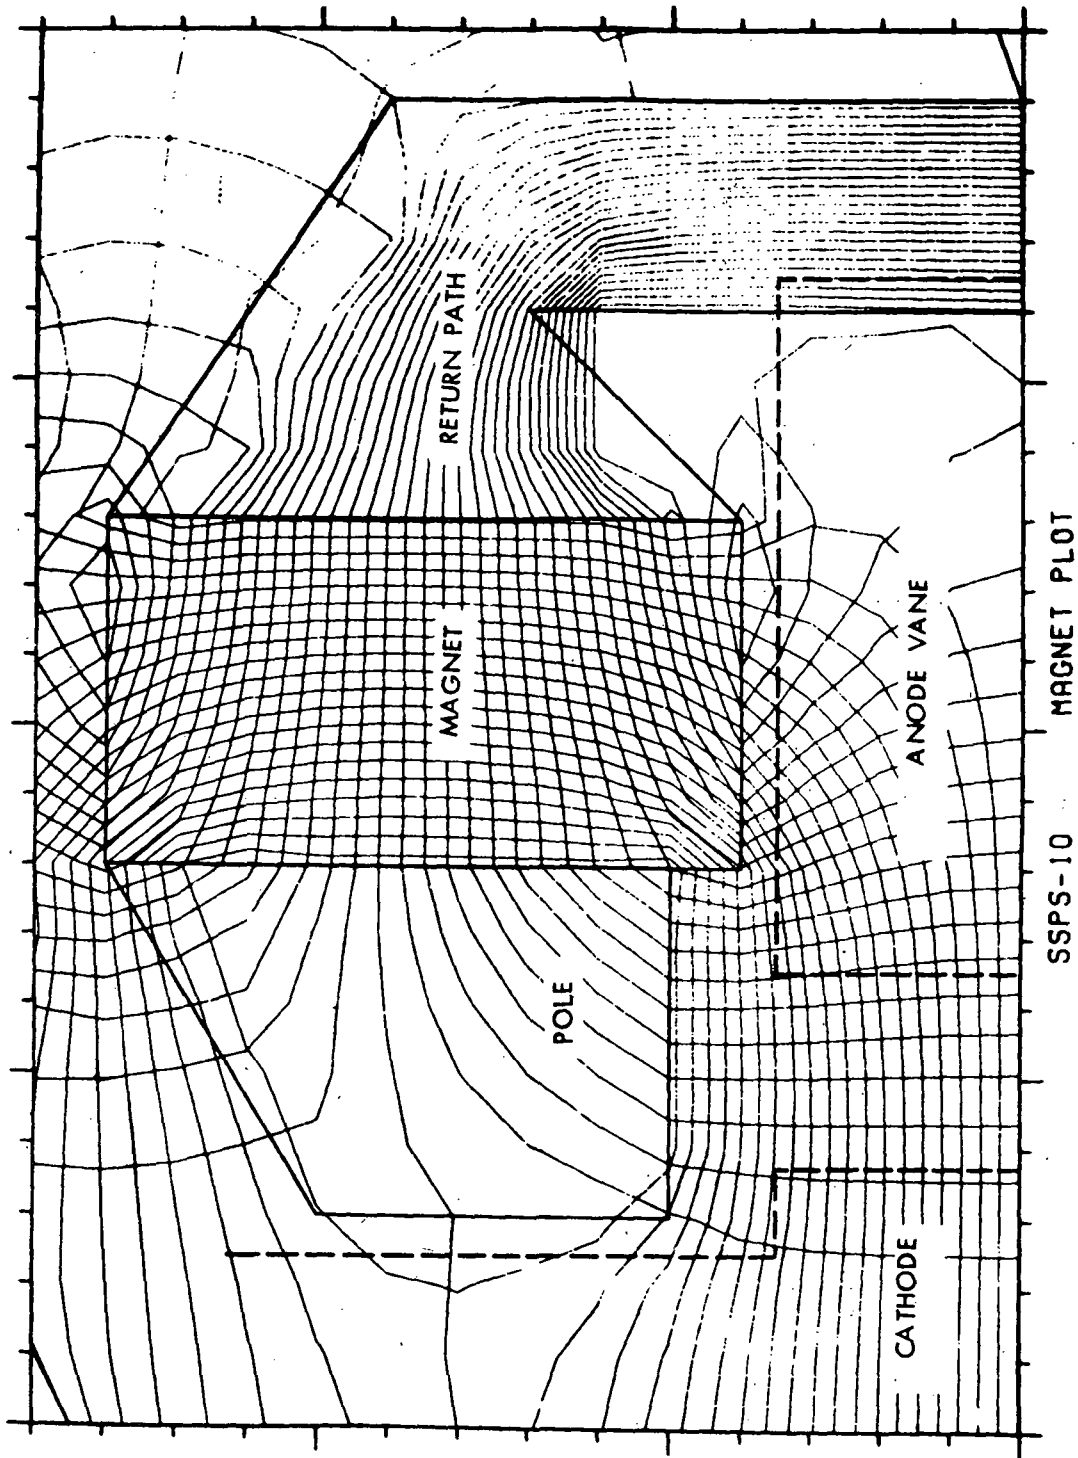 RETURN PATH
MAGNET
POLE
ANODE VANE
CATHODE
SSPS-10 MAGNET PLOT